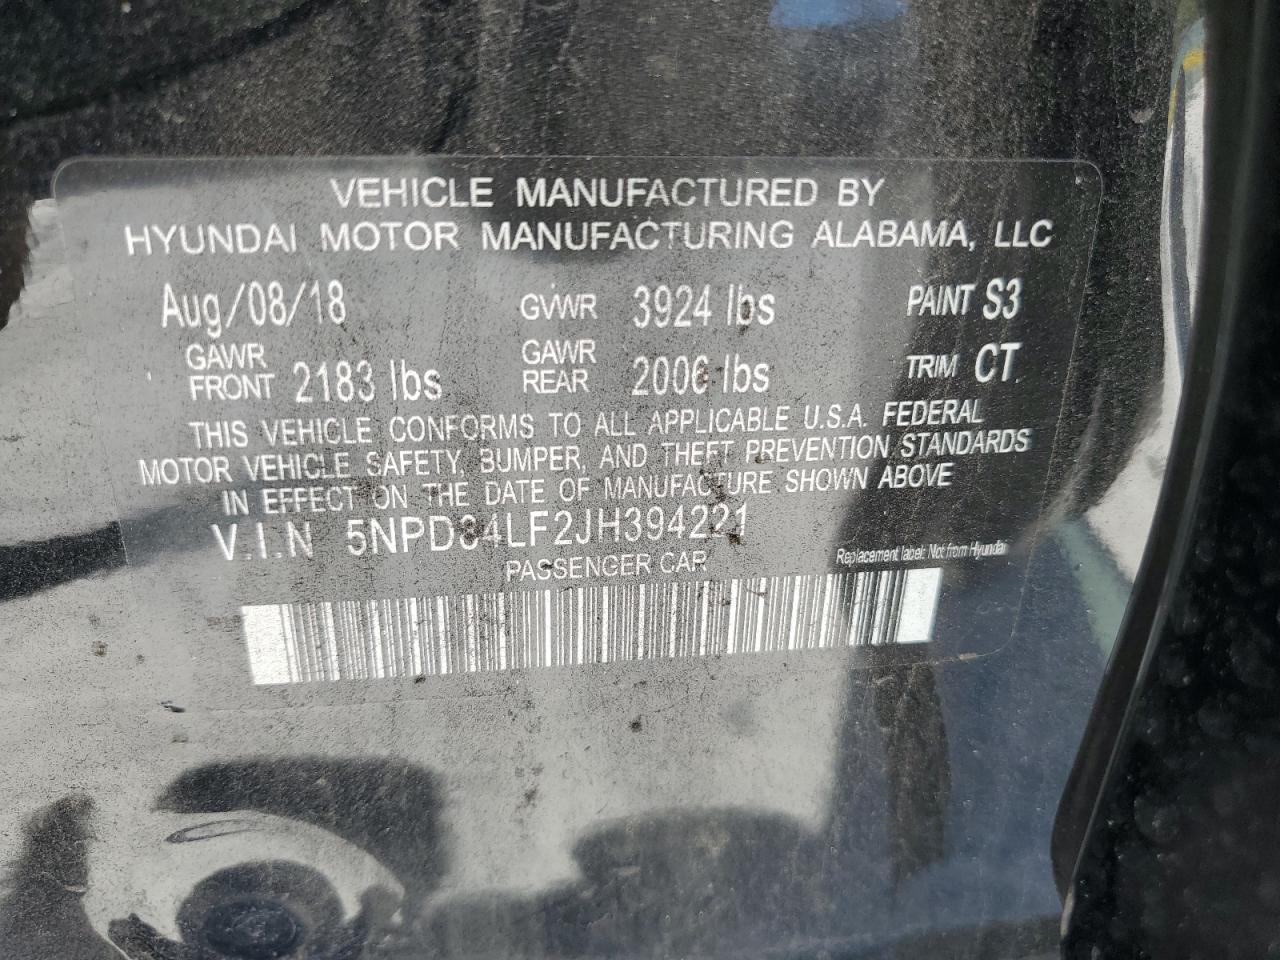 VEHICLE MANUFACTURED BY
HYUNDAI MOTOR MANUFACTURING ALABAMA, LLC
Aug/08/18 GVWR 3924 lbs PAINT S3
GAWR FRONT 2183 lbs GAWR REAR 2006 lbs TRIM CT
THIS VEHICLE CONFORMS TO ALL APPLICABLE U.S.A. FEDERAL
MOTOR VEHICLE SAFETY, BUMPER, AND THEFT PREVENTION STANDARDS
IN EFFECT ON THE DATE OF MANUFACTURE SHOWN ABOVE
V.I.N 5NPD84LF2JH394221
PASSENGER CAR
Replacement label: Not from Hyundai